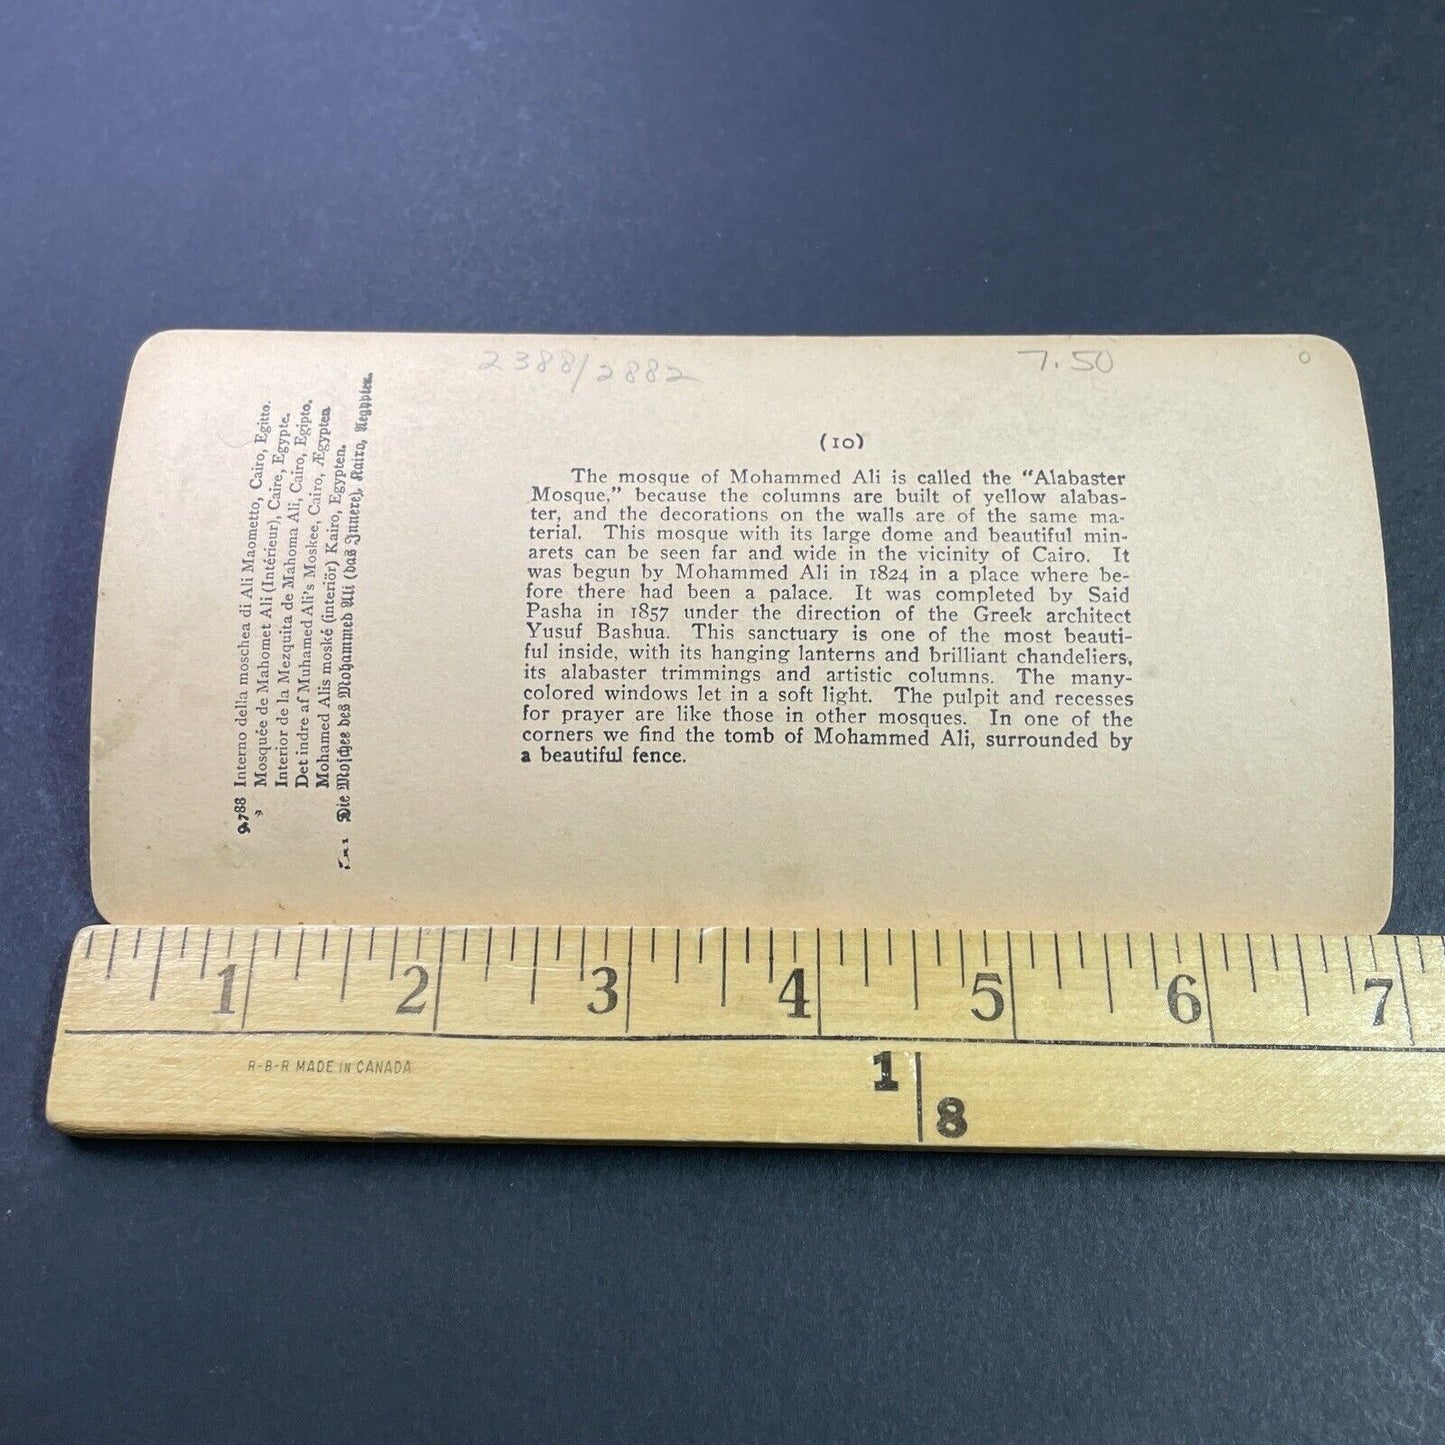 2388/2882
7.50
(10)
The mosque of Mohammed Ali is called the "Alabaster
Mosque," because the columns are built of yellow alabas-
ter, and the decorations on the walls are of the same ma-
terial. This mosque with its large dome and beautiful min-
arets can be seen far and wide in the vicinity of Cairo. It
was begun by Mohammed Ali in 1824 in a place where be-
fore there had been a palace. It was completed by Said
Pasha in 1857 under the direction of the Greek architect
Yusuf Bashua. This sanctuary is one of the most beauti-
ful inside, with its hanging lanterns and brilliant chandeliers,
its alabaster trimmings and artistic columns. The many-
colored windows let in a soft light. The pulpit and recesses
for prayer are like those in other mosques. In one of the
corners we find the tomb of Mohammed Ali, surrounded by
a beautiful fence.
9,788 Interno della moschea di Ali Maometto, Cairo, Egitto.
Mosquée de Mahomet Ali (Intérieur), Caire, Egypte.
Interior de la Mezquita de Mahoma Ali, Cairo, Egipto.
Det indre af Muhamed Ali's Moskee, Cairo, Ægypten
Mohamed Alis moské (interiör) Kairo, Egypten.
Die Moschee des Mohammed Ali (das Innere), Kairo, Aegypten.
1 2 3 4 5 6 7
R-B-R MADE IN CANADA
1 8